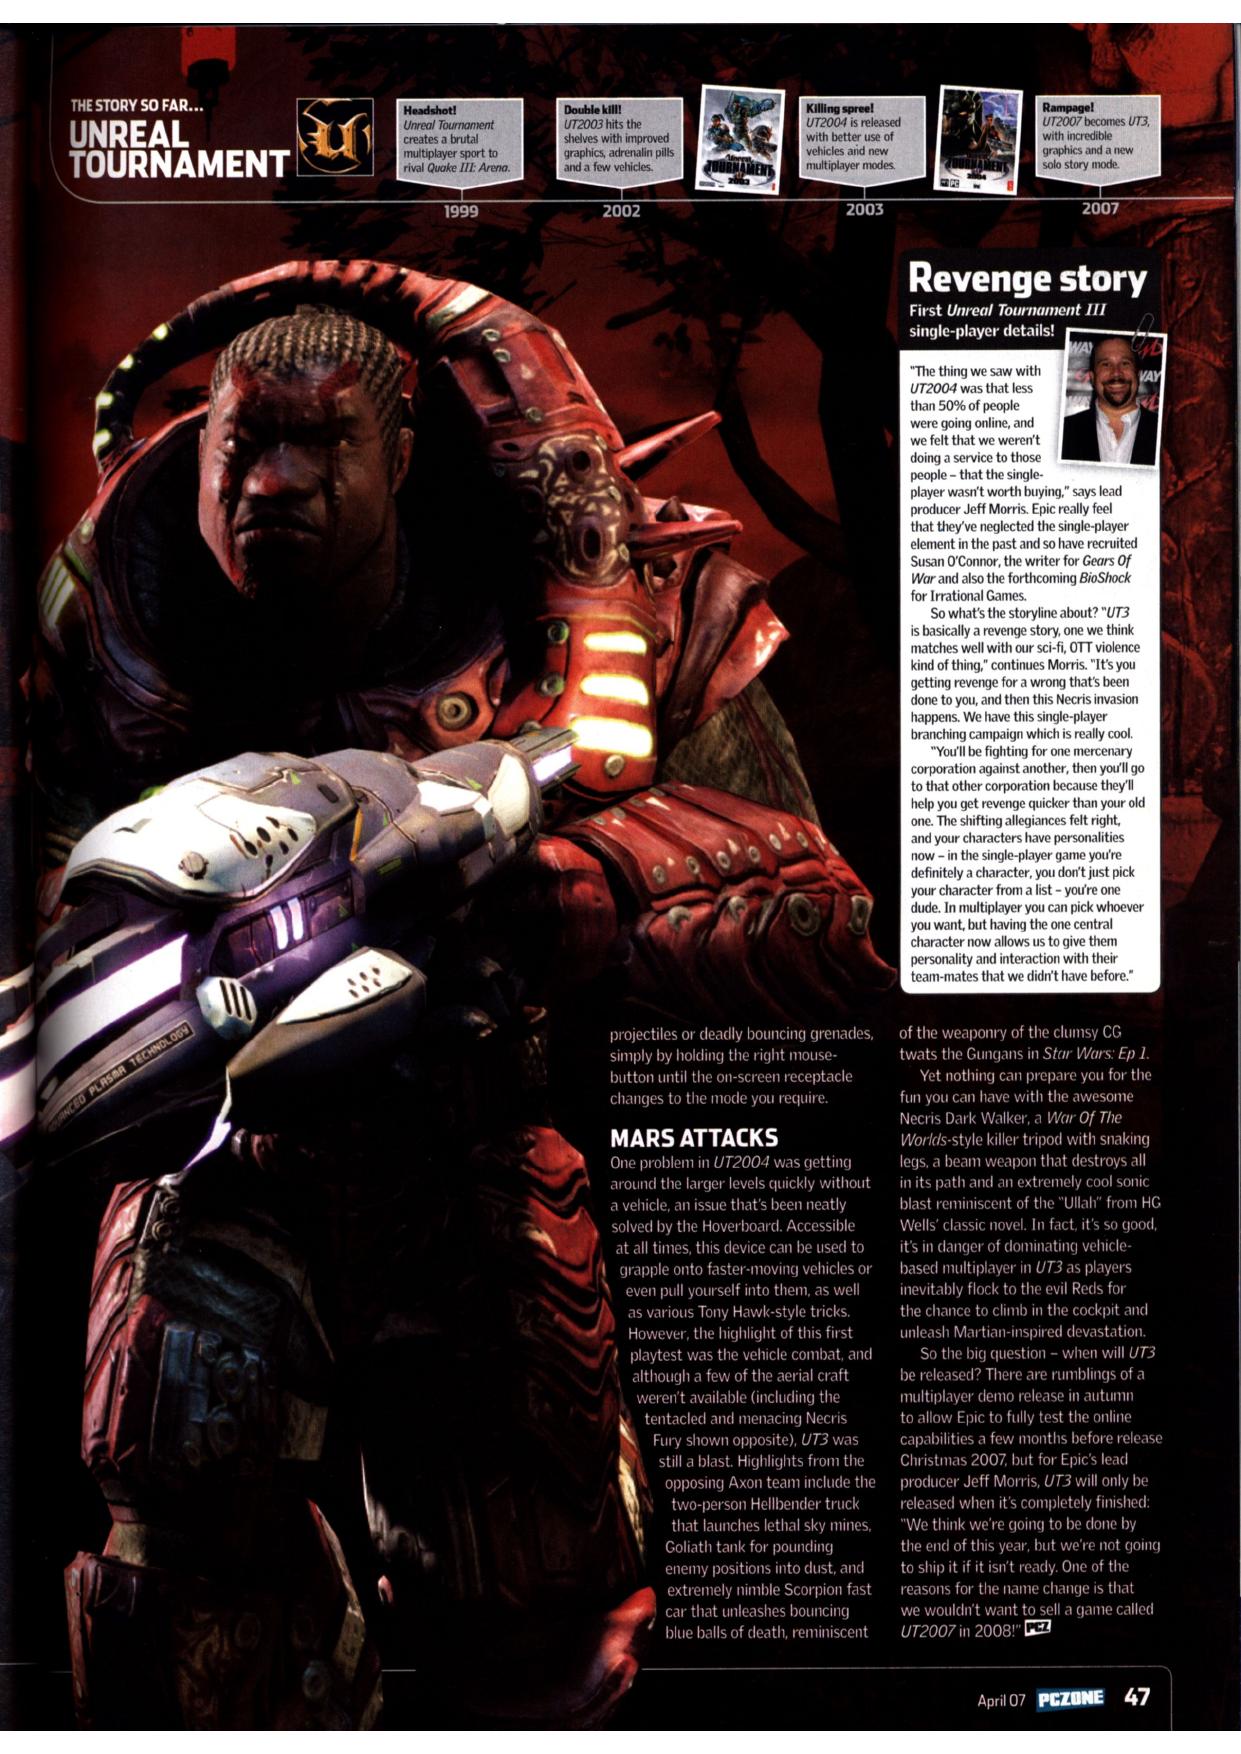 THE STORY SO FAR...
UNREAL
TOURNAMENT
Headshot!
Unreal Tournament
creates a brutal
multiplayer sport to
rival Quake III: Arena.
1999
Double kill!
UT2003 hits the
shelves with improved
graphics, adrenalin pills
and a few vehicles.
2002
Unreal
TOURNAMENT
2003
Killing spree!
UT2004 is released
with better use of
vehicles and new
multiplayer modes.
2003
TOURNAMENT
2004
PC
Rampage!
UT2007 becomes UT3,
with incredible
graphics and a new
solo story mode.
2007
Revenge story
First Unreal Tournament III
single-player details!
WAY
WAY
"The thing we saw with
UT2004 was that less
than 50% of people
were going online, and
we felt that we weren't
doing a service to those
people – that the single-
player wasn't worth buying," says lead
producer Jeff Morris. Epic really feel
that they've neglected the single-player
element in the past and so have recruited
Susan O'Connor, the writer for Gears Of
War and also the forthcoming BioShock
for Irrational Games.
So what's the storyline about? "UT3
is basically a revenge story, one we think
matches well with our sci-fi, OTT violence
kind of thing," continues Morris. "It's you
getting revenge for a wrong that's been
done to you, and then this Necris invasion
happens. We have this single-player
branching campaign which is really cool.
"You'll be fighting for one mercenary
corporation against another, then you'll go
to that other corporation because they'll
help you get revenge quicker than your old
one. The shifting allegiances felt right,
and your characters have personalities
now – in the single-player game you're
definitely a character, you don't just pick
your character from a list – you're one
dude. In multiplayer you can pick whoever
you want, but having the one central
character now allows us to give them
personality and interaction with their
team-mates that we didn't have before."
ADVANCED PLASMA TECHNOLOGY
projectiles or deadly bouncing grenades,
simply by holding the right mouse-
button until the on-screen receptacle
changes to the mode you require.
MARS ATTACKS
One problem in UT2004 was getting
around the larger levels quickly without
a vehicle, an issue that's been neatly
solved by the Hoverboard. Accessible
at all times, this device can be used to
grapple onto faster-moving vehicles or
even pull yourself into them, as well
as various Tony Hawk-style tricks.
However, the highlight of this first
playtest was the vehicle combat, and
although a few of the aerial craft
weren't available (including the
tentacled and menacing Necris
Fury shown opposite), UT3 was
still a blast. Highlights from the
opposing Axon team include the
two-person Hellbender truck
that launches lethal sky mines,
Goliath tank for pounding
enemy positions into dust, and
extremely nimble Scorpion fast
car that unleashes bouncing
blue balls of death, reminiscent
of the weaponry of the clumsy CG
twats the Gungans in Star Wars: Ep 1.
Yet nothing can prepare you for the
fun you can have with the awesome
Necris Dark Walker, a War Of The
Worlds-style killer tripod with snaking
legs, a beam weapon that destroys all
in its path and an extremely cool sonic
blast reminiscent of the "Ullah" from HG
Wells' classic novel. In fact, it's so good,
it's in danger of dominating vehicle-
based multiplayer in UT3 as players
inevitably flock to the evil Reds for
the chance to climb in the cockpit and
unleash Martian-inspired devastation.
So the big question – when will UT3
be released? There are rumblings of a
multiplayer demo release in autumn
to allow Epic to fully test the online
capabilities a few months before release
Christmas 2007, but for Epic's lead
producer Jeff Morris, UT3 will only be
released when it's completely finished:
"We think we're going to be done by
the end of this year, but we're not going
to ship it if it isn't ready. One of the
reasons for the name change is that
we wouldn't want to sell a game called
UT2007 in 2008!" PCZ
April 07 PCZONE 47